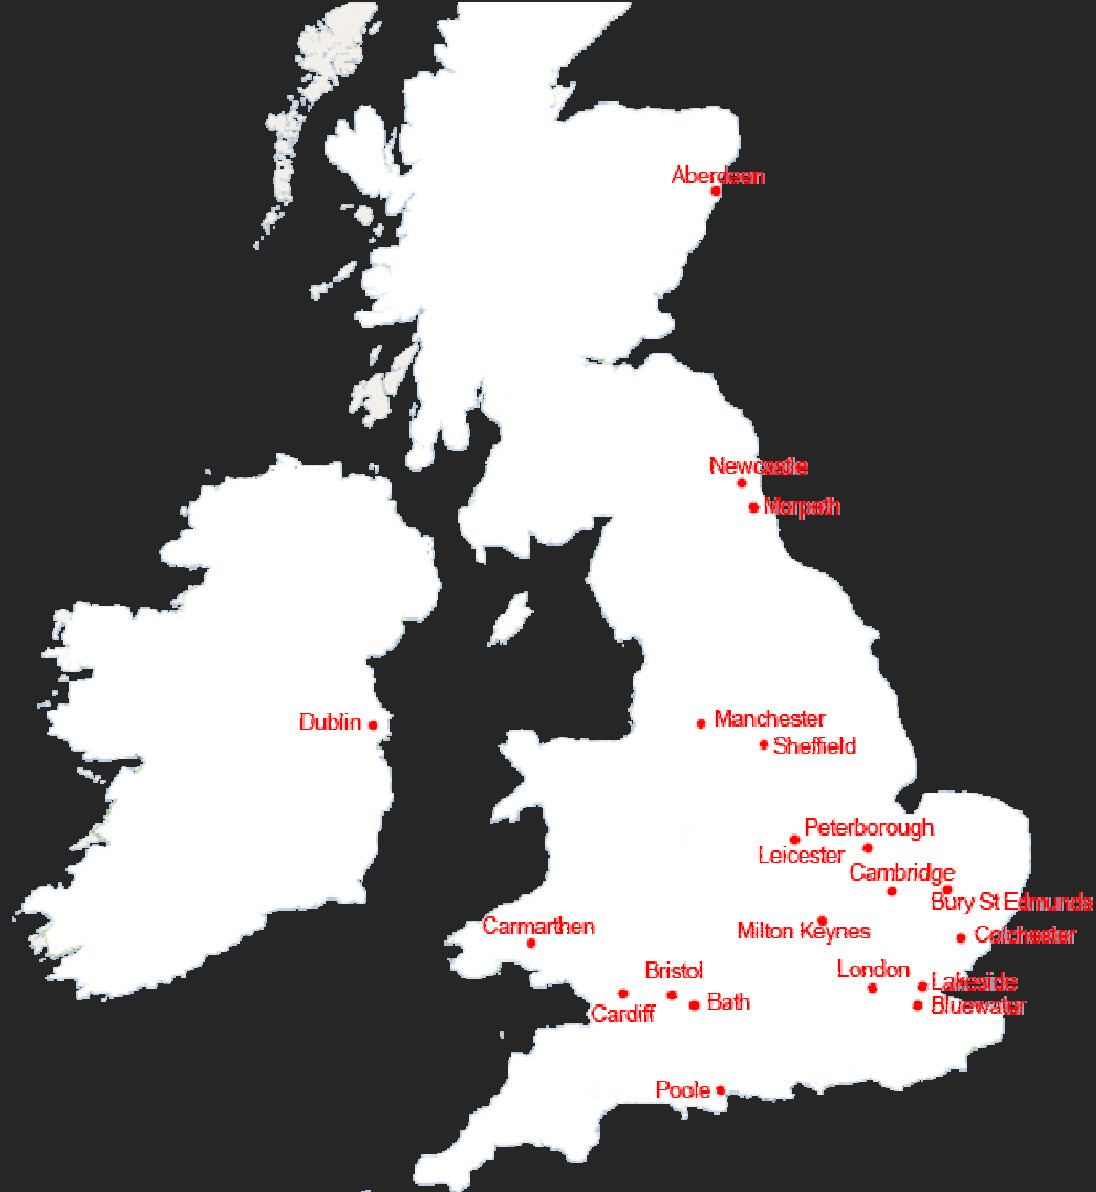 Aberdeen
Newcastle
Morpeth
Manchester
Dublin
Sheffield
Peterborough
Leicester
Cambridge
Bury St Edmunds
Carmarthen
Milton Keynes
Colchester
London
Bristol
Lakeside
Bath
Bluewater
Cardiff
Poole